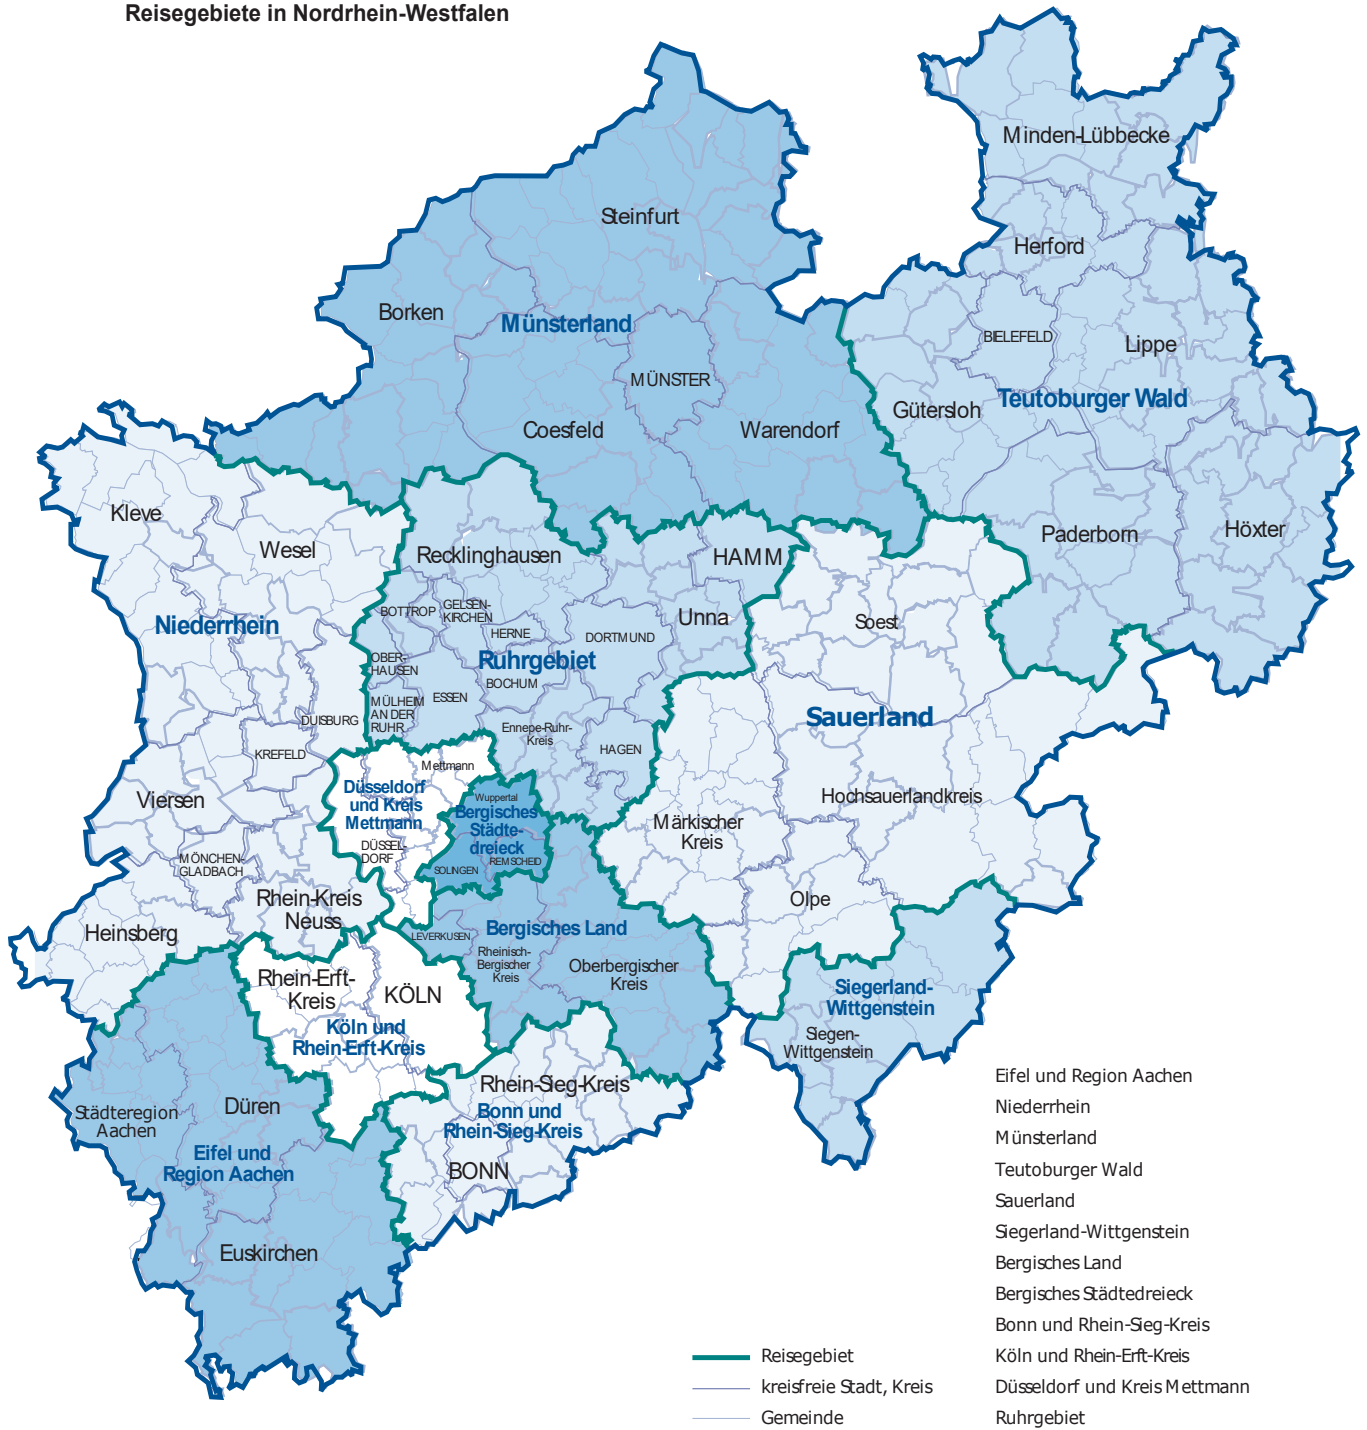 Reisegebiete in Nordrhein-Westfalen
Minden-Lübbecke
Steinfurt
Herford
Borken
Münsterland
BIELEFELD
Lippe
MÜNSTER
Teutoburger Wald
Gütersloh
Coesfeld
Warendorf
Kleve
Wesel
Paderborn
Höxter
Recklinghausen
HAMM
Niederrhein
BOTTROP
GELSEN-
KIRCHEN
HERNE
DORTMUND
Unna
Soest
OBER-
HAUSEN
Ruhrgebiet
BOCHUM
ESSEN
MÜLHEIM
AN DER
RUHR
DUISBURG
Sauerland
Ennepe-Ruhr-
Kreis
HAGEN
KREFELD
Mettmann
Düsseldorf
und Kreis
Mettmann
Viersen
Wuppertal
Bergisches
Städte-
dreieck
Hochsauerlandkreis
Märkischer
Kreis
DÜSSEL-
DORF
MÖNCHEN-
GLADBACH
SOLINGEN
REMSCHEID
Rhein-Kreis
Neuss
Olpe
Heinsberg
LEVERKUSEN
Bergisches Land
Rheinisch-
Bergischer
Kreis
Oberbergischer
Kreis
Rhein-Erft-
Kreis
KÖLN
Siegerland-
Wittgenstein
Köln und
Rhein-Erft-Kreis
Siegen-
Wittgenstein
Rhein-Sieg-Kreis
Bonn und
Rhein-Sieg-Kreis
Städteregion
Aachen
Düren
Eifel und
Region Aachen
BONN
Euskirchen
Eifel und Region Aachen
Niederrhein
Münsterland
Teutoburger Wald
Sauerland
Siegerland-Wittgenstein
Bergisches Land
Bergisches Städtedreieck
Bonn und Rhein-Sieg-Kreis
Köln und Rhein-Erft-Kreis
Düsseldorf und Kreis Mettmann
Ruhrgebiet
Reisegebiet
kreisfreie Stadt, Kreis
Gemeinde